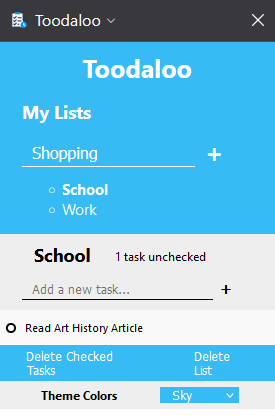 Toodaloo
Toodaloo
My Lists
Shopping +
School
Work
School 1 task unchecked
Add a new task... +
Read Art History Article
Delete Checked Delete
Tasks List
Theme Colors Sky